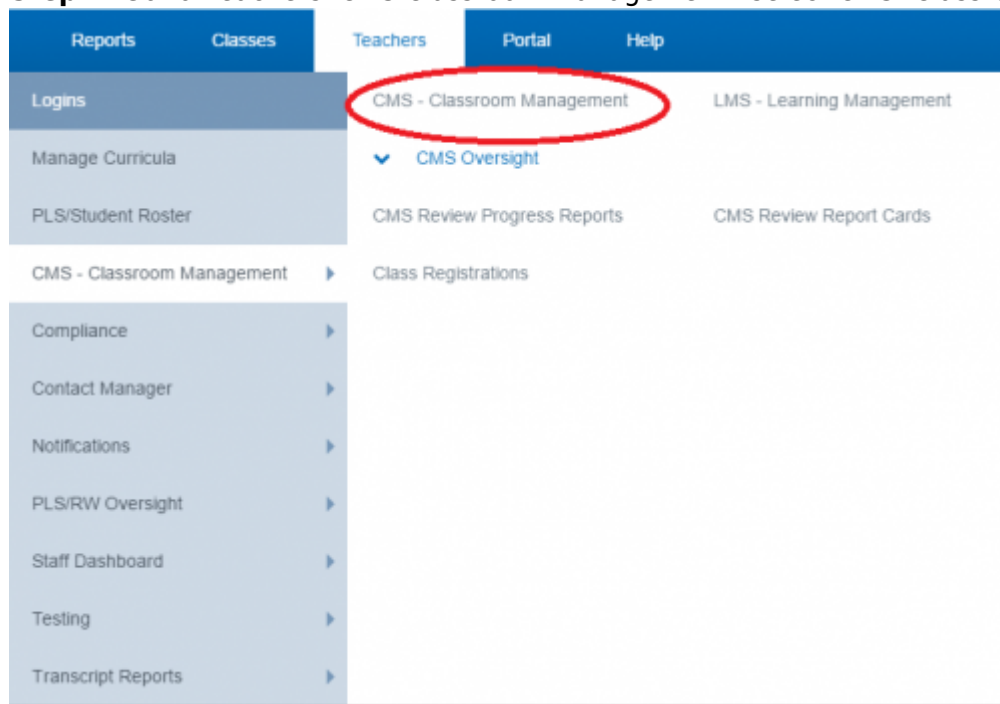 Reports Classes Teachers Portal Help
Logins
Manage Curricula
PLS/Student Roster
CMS - Classroom Management
Compliance
Contact Manager
Notifications
PLS/RW Oversight
Staff Dashboard
Testing
Transcript Reports
CMS - Classroom Management LMS - Learning Management
CMS Oversight
CMS Review Progress Reports CMS Review Report Cards
Class Registrations